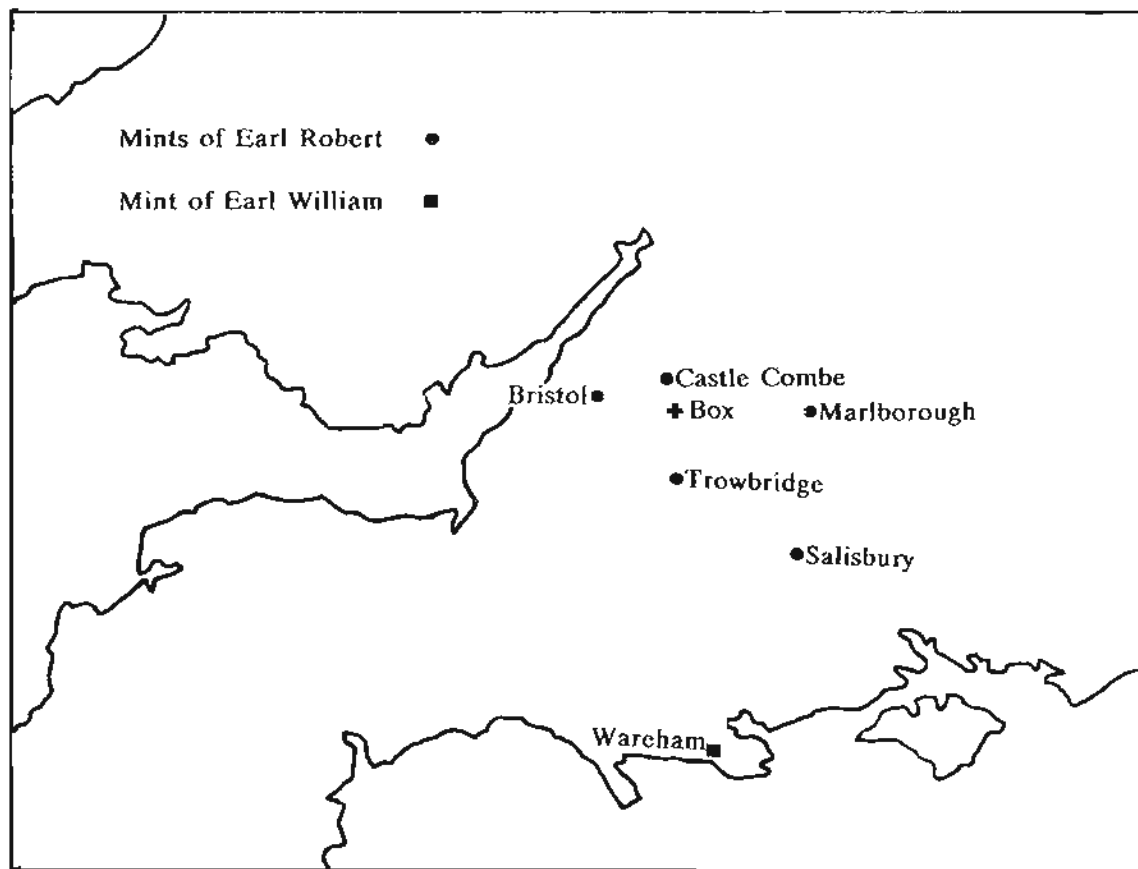 Mints of Earl Robert
Mint of Earl William
Castle Combe
Bristol
Box
Marlborough
Trowbridge
Salisbury
Wareham